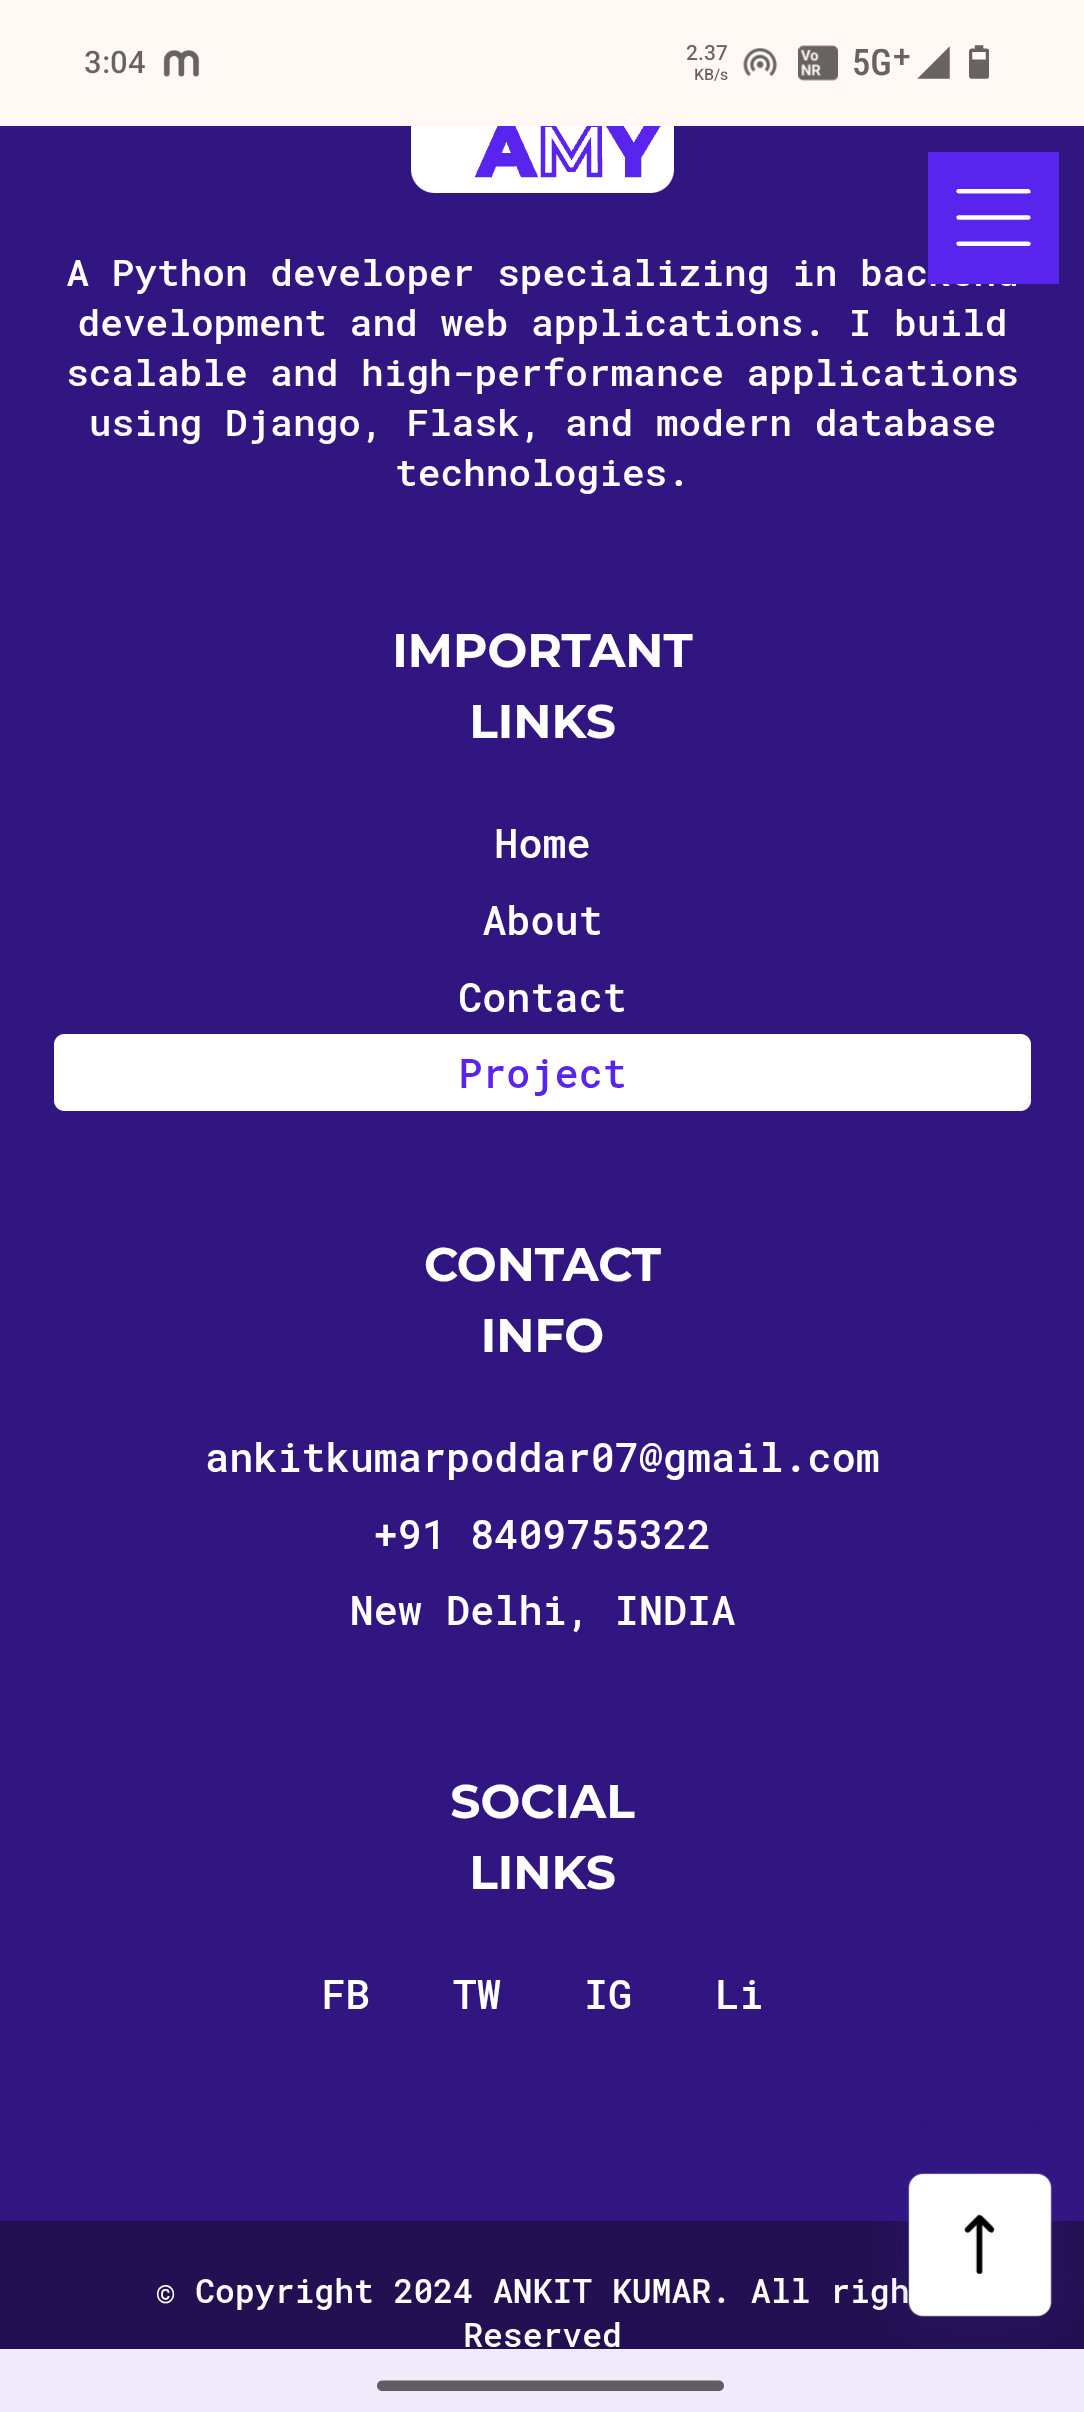 3:04 m 2.37 KB/s Vo NR 5G+
AMY
A Python developer specializing in backend
development and web applications. I build
scalable and high-performance applications
using Django, Flask, and modern database
technologies.
IMPORTANT
LINKS
Home
About
Contact
Project
CONTACT
INFO
ankitkumarpoddar07@gmail.com
+91 8409755322
New Delhi, INDIA
SOCIAL
LINKS
FB TW IG Li
© Copyright 2024 ANKIT KUMAR. All righ
Reserved